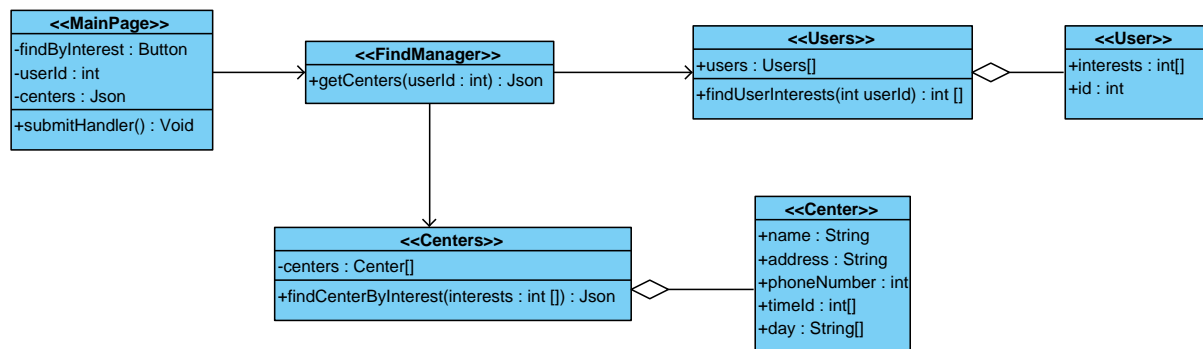 <<MainPage>>
-findByInterest : Button
-userId : int
-centers : Json
+submitHandler() : Void
<<FindManager>>
+getCenters(userId : int) : Json
<<Users>>
+users : Users[]
+findUserInterests(int userId) : int []
<<User>>
+interests : int[]
+id : int
<<Centers>>
-centers : Center[]
+findCenterByInterest(interests : int []) : Json
<<Center>>
+name : String
+address : String
+phoneNumber : int
+timeId : int[]
+day : String[]